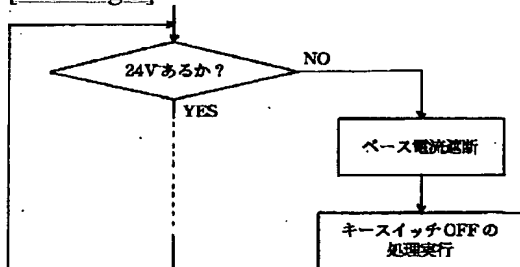 24Vあるか？
NO
YES
ベース電流遮断
キースイッチOFFの
処理実行